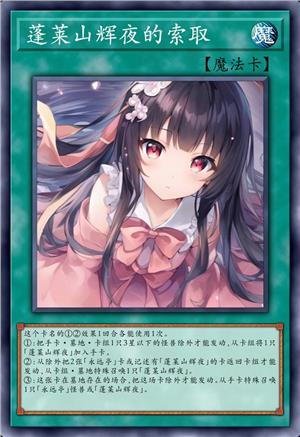 蓬莱山辉夜的索取
魔
【魔法卡】
这个卡名的①②效果1回合各能使用1次。
①:把手卡・墓地・卡组1只3星以下的怪兽除外才能发动,从卡组将1只
「蓬莱山辉夜」加入手卡。
②:从除外把2张「永远亭」卡或记述有「蓬莱山辉夜」的卡返回卡组才能
发动,从卡组・墓地特殊召唤1只「蓬莱山辉夜」。
③:这张卡在墓地存在的场合,把这场卡除外才能发动。从手卡特殊召唤
1只「永远亭」怪兽或「蓬莱山辉夜」。